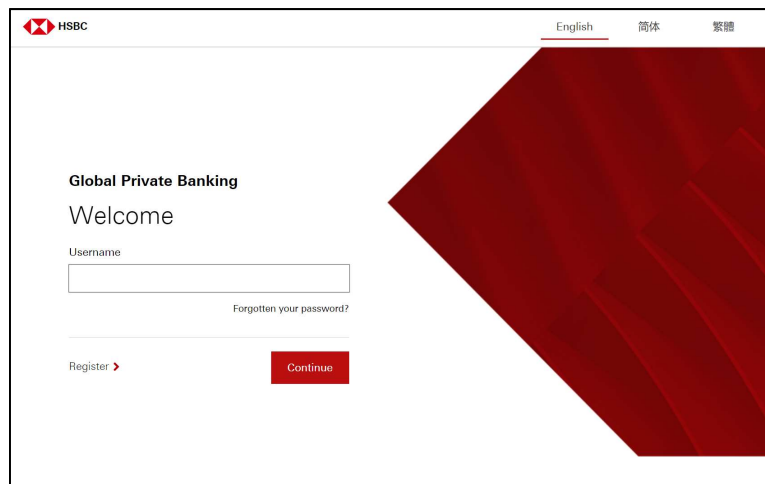 HSBC
English 简体 繁體
Global Private Banking
Welcome
Username
Forgotten your password?
Register
Continue